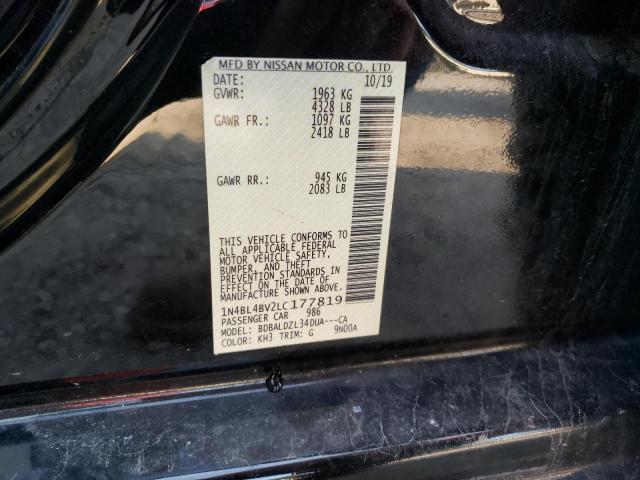 MFD BY NISSAN MOTOR CO., LTD.
DATE: 10/19
GVWR: 1963 KG
4328 LB
GAWR FR.: 1097 KG
2418 LB
GAWR RR.: 945 KG
2083 LB
THIS VEHICLE CONFORMS TO
ALL APPLICABLE FEDERAL
MOTOR VEHICLE SAFETY,
BUMPER, AND THEFT
PREVENTION STANDARDS IN
EFFECT ON THE DATE OF
MANUFACTURE SHOWN ABOVE.
1N4BL4BV2LC177819
PASSENGER CAR 986
MODEL: BDBALDZL34DUA---CA
COLOR: KH3 TRIM: G 9N00A